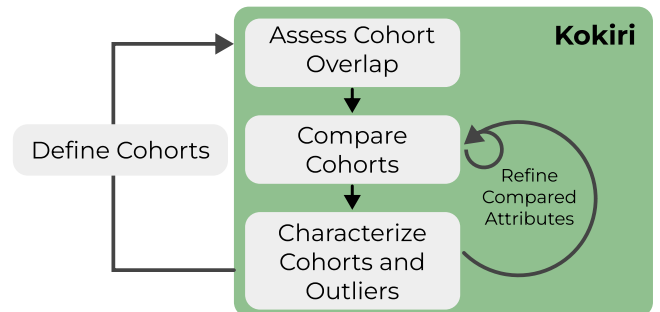 Kokiri
Define Cohorts
Assess Cohort
Overlap
Compare
Cohorts
Refine
Compared
Attributes
Characterize
Cohorts and
Outliers